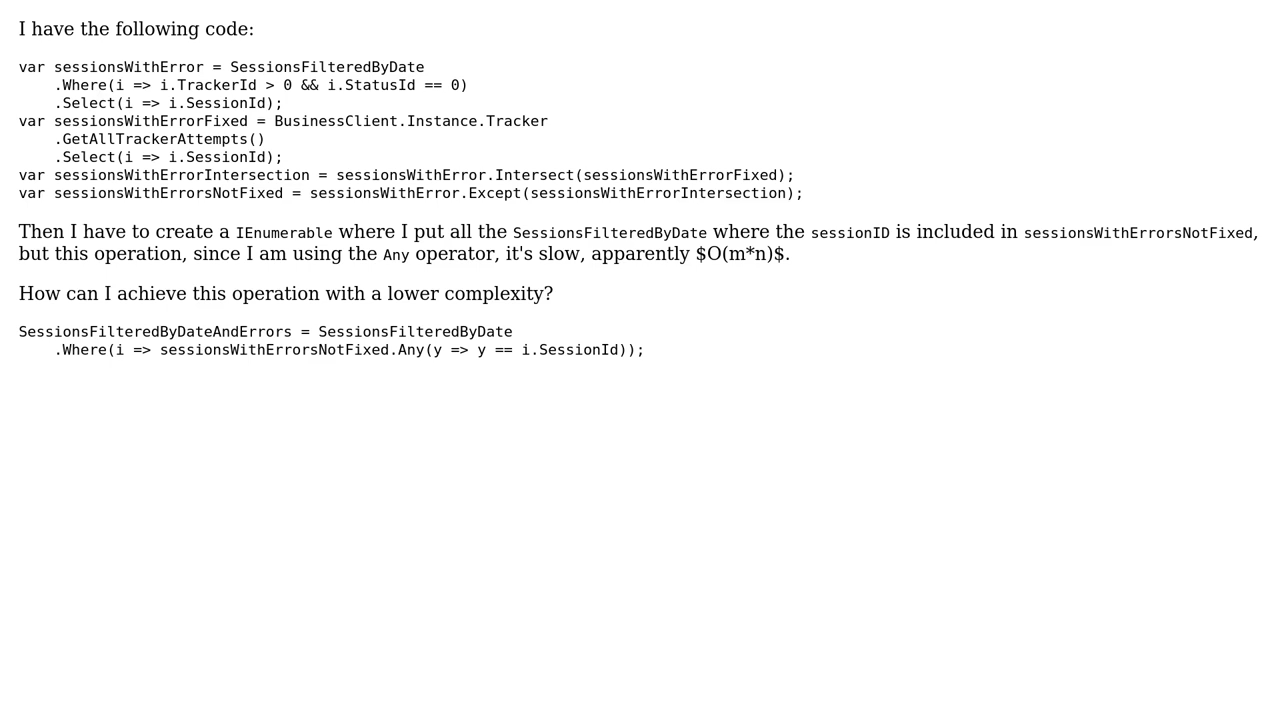 I have the following code:
var sessionsWithError = SessionsFilteredByDate
    .Where(i => i.TrackerId > 0 && i.StatusId == 0)
    .Select(i => i.SessionId);
var sessionsWithErrorFixed = BusinessClient.Instance.Tracker
    .GetAllTrackerAttempts()
    .Select(i => i.SessionId);
var sessionsWithErrorIntersection = sessionsWithError.Intersect(sessionsWithErrorFixed);
var sessionsWithErrorsNotFixed = sessionsWithError.Except(sessionsWithErrorIntersection);
Then I have to create a IEnumerable where I put all the SessionsFilteredByDate where the sessionID is included in sessionsWithErrorsNotFixed,
but this operation, since I am using the Any operator, it's slow, apparently $O(m*n)$.
How can I achieve this operation with a lower complexity?
SessionsFilteredByDateAndErrors = SessionsFilteredByDate
    .Where(i => sessionsWithErrorsNotFixed.Any(y => y == i.SessionId));